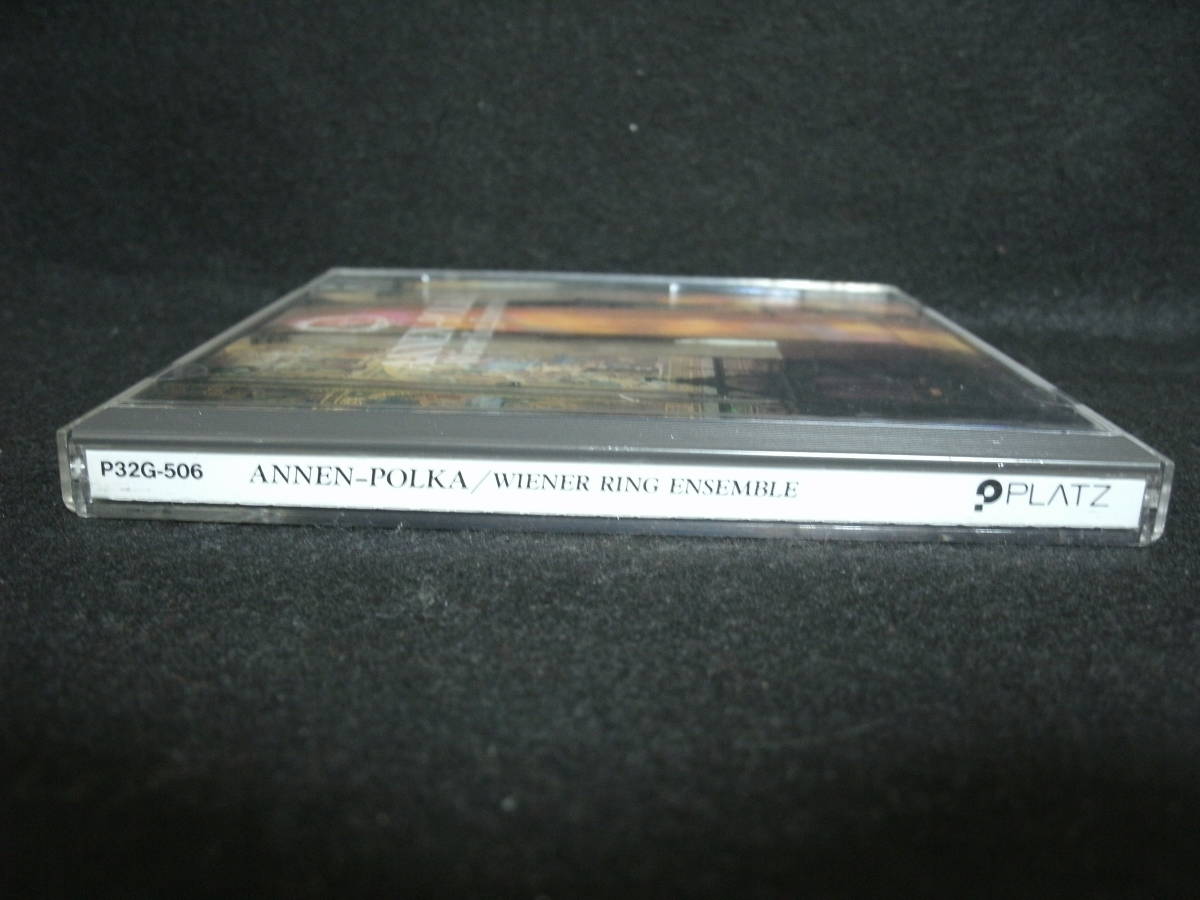 P32G-506 ANNEN-POLKA/WIENER RING ENSEMBLE PLATZ